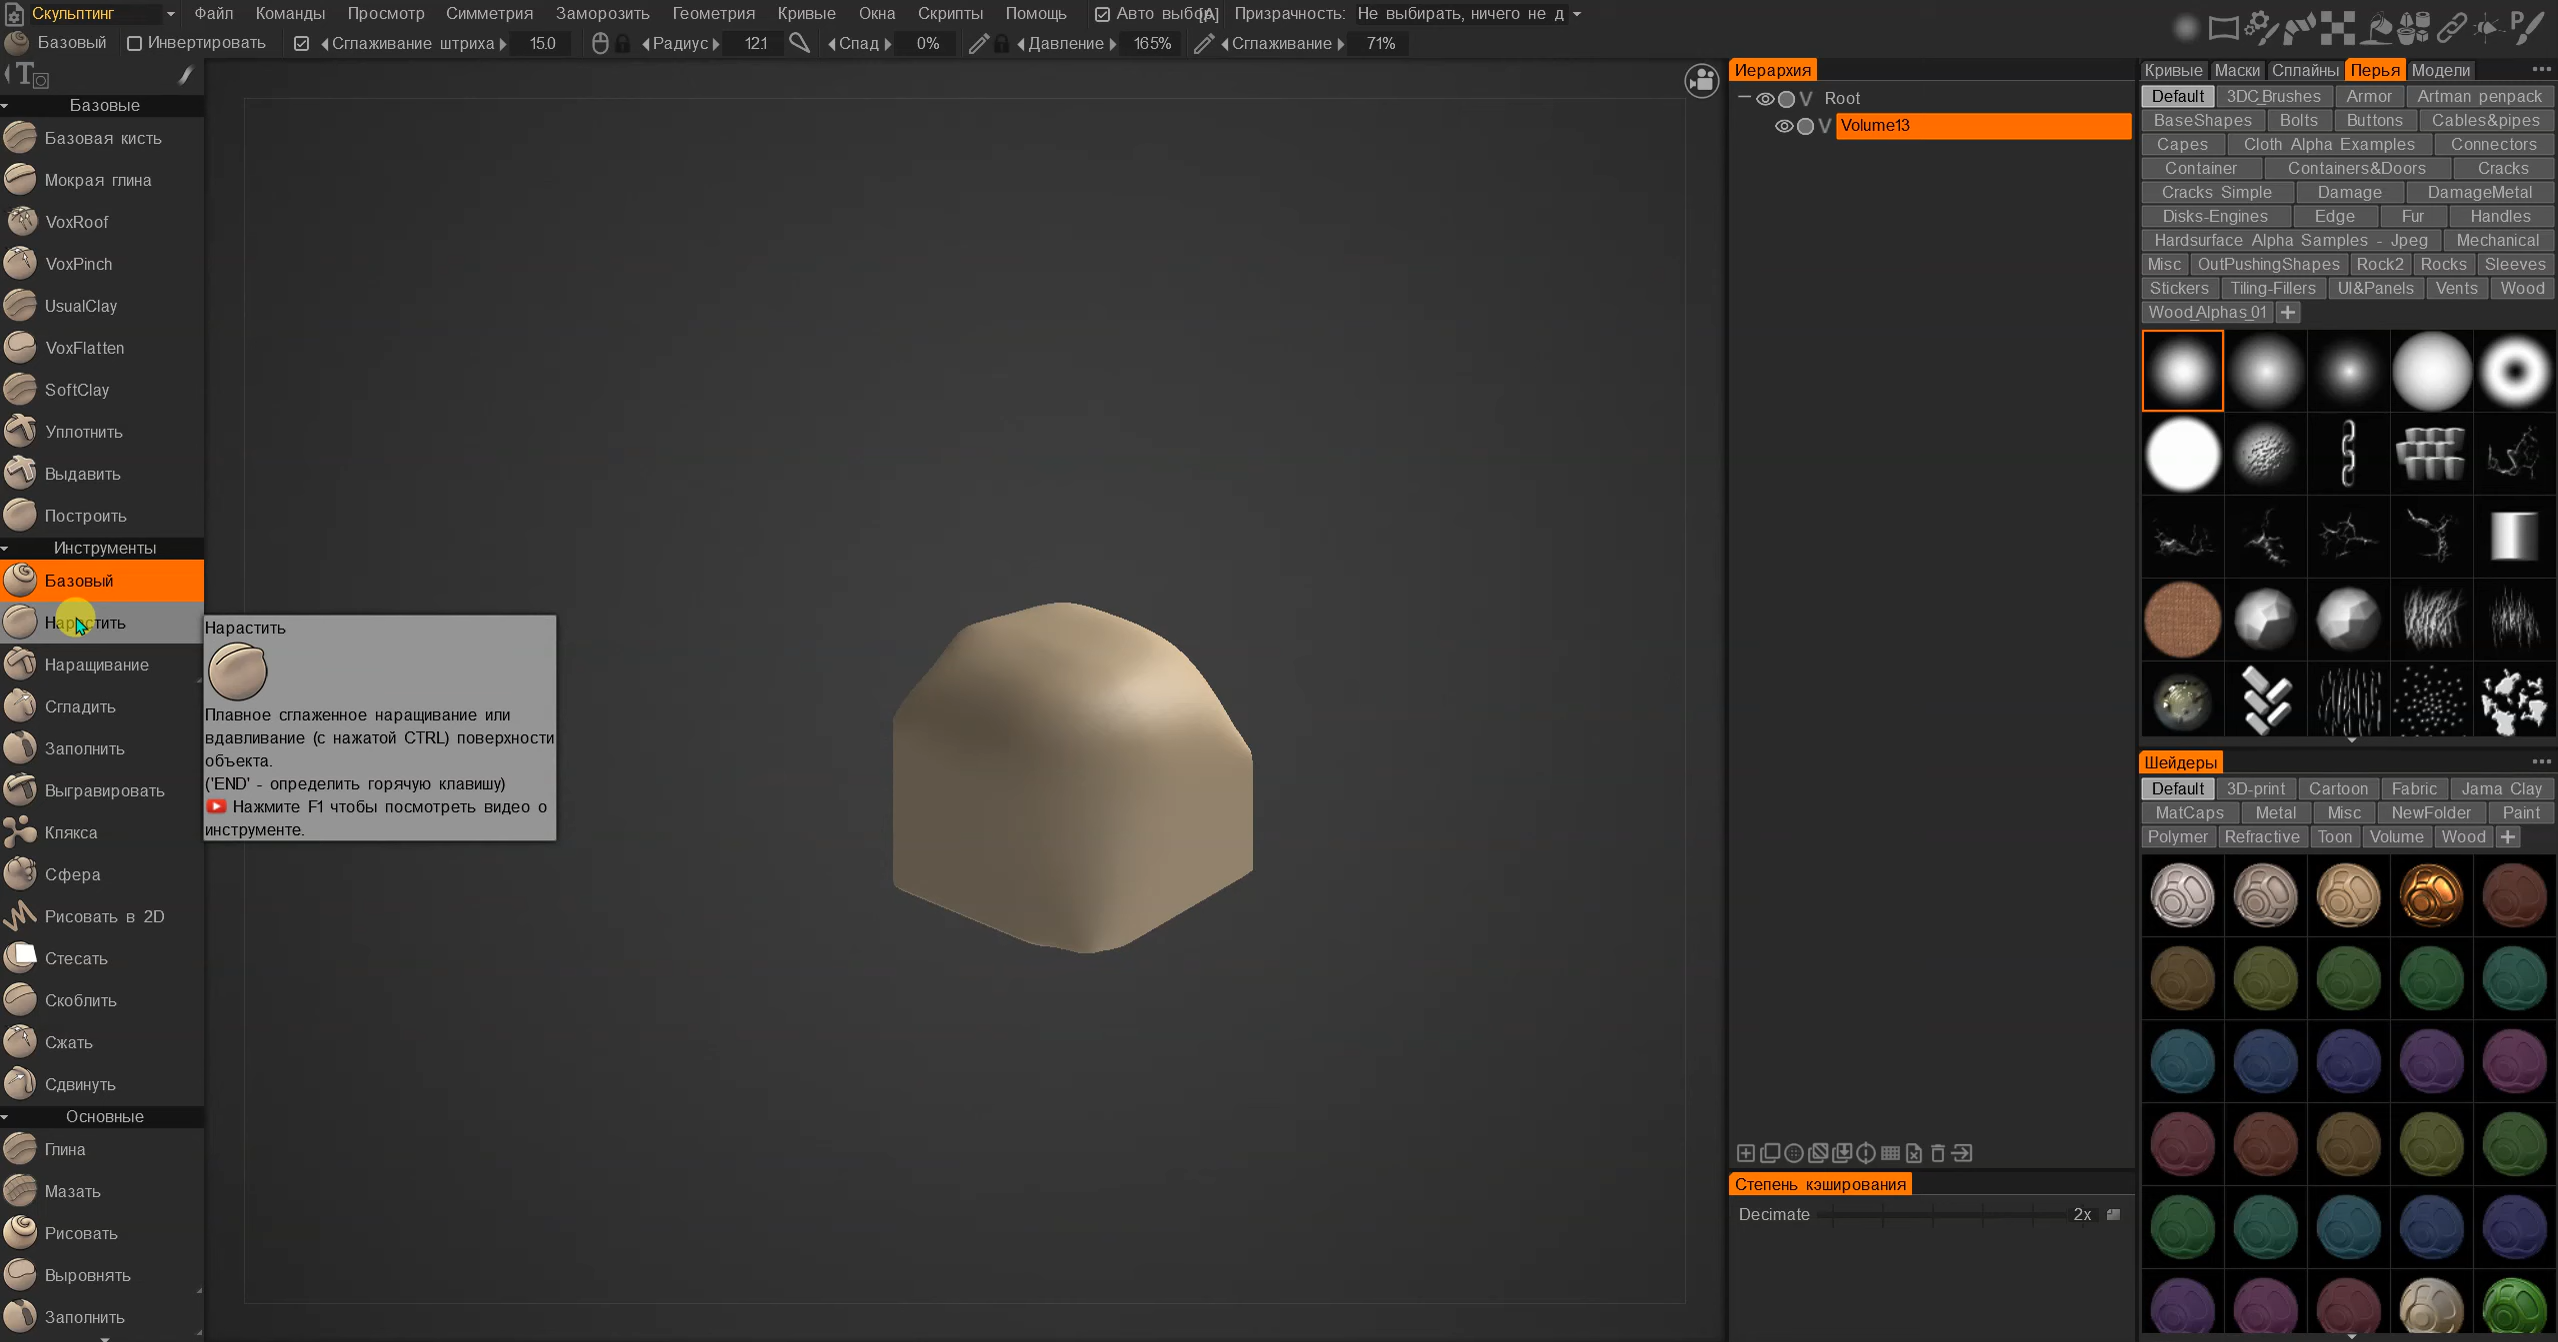 Скульптинг Файл Команды Просмотр Симметрия Заморозить Геометрия Кривые Окна Скрипты Помощь Призрачность: Не выбирать, ничего не д
Базовый Инвертировать Сглаживание штриха 15.0 Радиус 121 Спад 0% Давление 165% Сглаживание 71%
Базовые
Базовая кисть
Мокрая глина
VoxRoof
VoxPinch
UsualClay
VoxFlatten
SoftClay
Уплотнить
Выдавить
Построить
Инструменты
Базовый
Нарастить
Наращивание
Сгладить
Заполнить
Выгравировать
Клякса
Сфера
Рисовать в 2D
Стесать
Скоблить
Сжать
Сдвинуть
Основные
Глина
Мазать
Рисовать
Выровнять
Заполнить
Нарастить
Плавное сглаженное наращивание или
вдавливание (с нажатой CTRL) поверхности
объекта.
('END' - определить горячую клавишу)
Нажмите F1 чтобы посмотреть видео о
инструменте.
Иерархия
Root
Volume13
Степень кэширования
Decimate 2x
Кривые Маски Сплайны Перья Модели
Default 3DC_Brushes Armor Artman penpack
BaseShapes Bolts Buttons Cables&pipes
Capes Cloth Alpha Examples Connectors
Container Containers&Doors Cracks
Cracks Simple Damage DamageMetal
Disks-Engines Edge Fur Handles
Hardsurface Alpha Samples - Jpeg Mechanical
Misc OutPushingShapes Rock2 Rocks Sleeves
Stickers Tiling-Fillers UI&Panels Vents Wood
Wood_Alphas_01
Шейдеры
Default 3D-print Cartoon Fabric Jama Clay
MatCaps Metal Misc NewFolder Paint
Polymer Refractive Toon Volume Wood